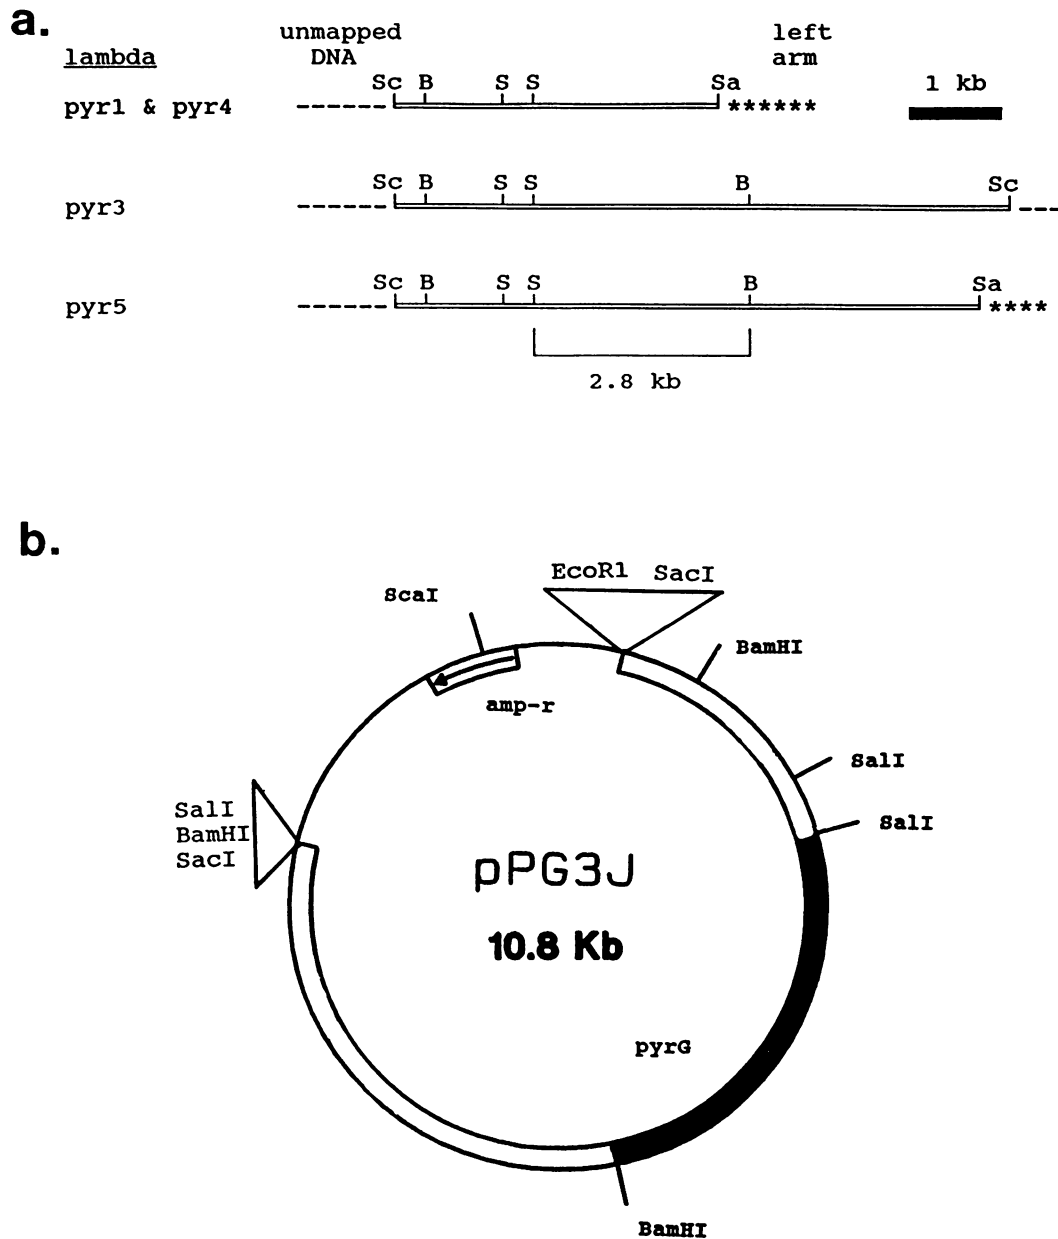 a.
lambda
unmapped
DNA
left
arm
1 kb
Sc B S S Sa
pyr1 & pyr4 ------ ******
Sc B S S B Sc
pyr3 ------ ---
Sc B S S B Sa
pyr5 ------ ****
2.8 kb
b.
EcoR1 SacI
ScaI
BamHI
amp-r
SalI
SalI
SalI
BamHI
SacI
pPG3J
10.8 Kb
pyrG
BamHI